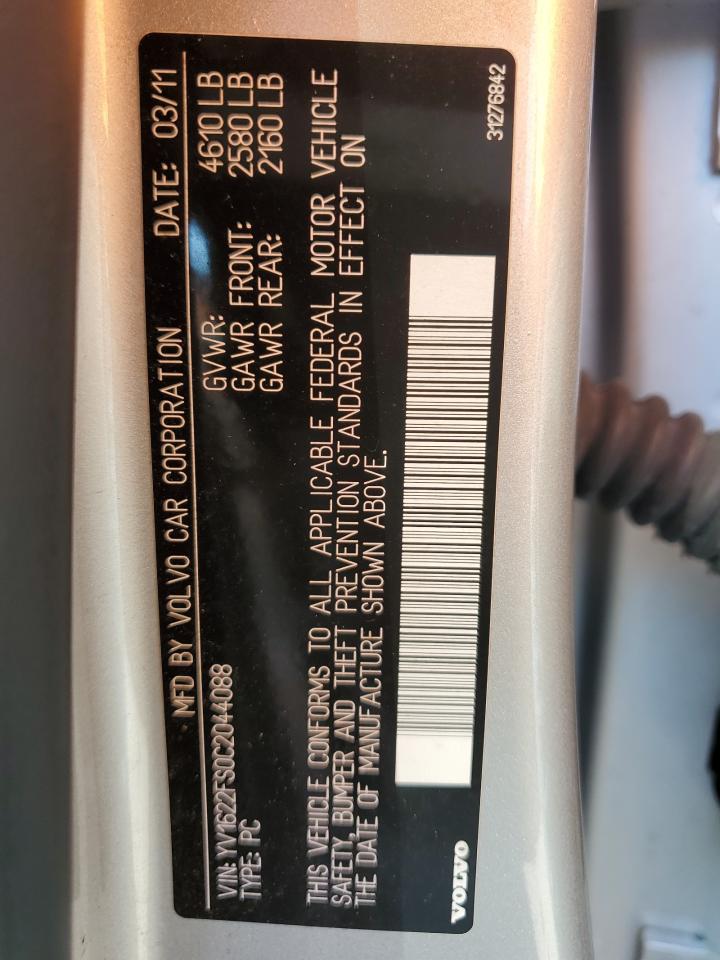 MFD BY VOLVO CAR CORPORATION DATE: 03/11
VIN: YV1622FS0C2044088 GVWR: 4610 LB
TYPE: PC GAWR FRONT: 2580 LB
GAWR REAR: 2160 LB
THIS VEHICLE CONFORMS TO ALL APPLICABLE FEDERAL MOTOR VEHICLE
SAFETY, BUMPER AND THEFT PREVENTION STANDARDS IN EFFECT ON
THE DATE OF MANUFACTURE SHOWN ABOVE.
VOLVO 31276842